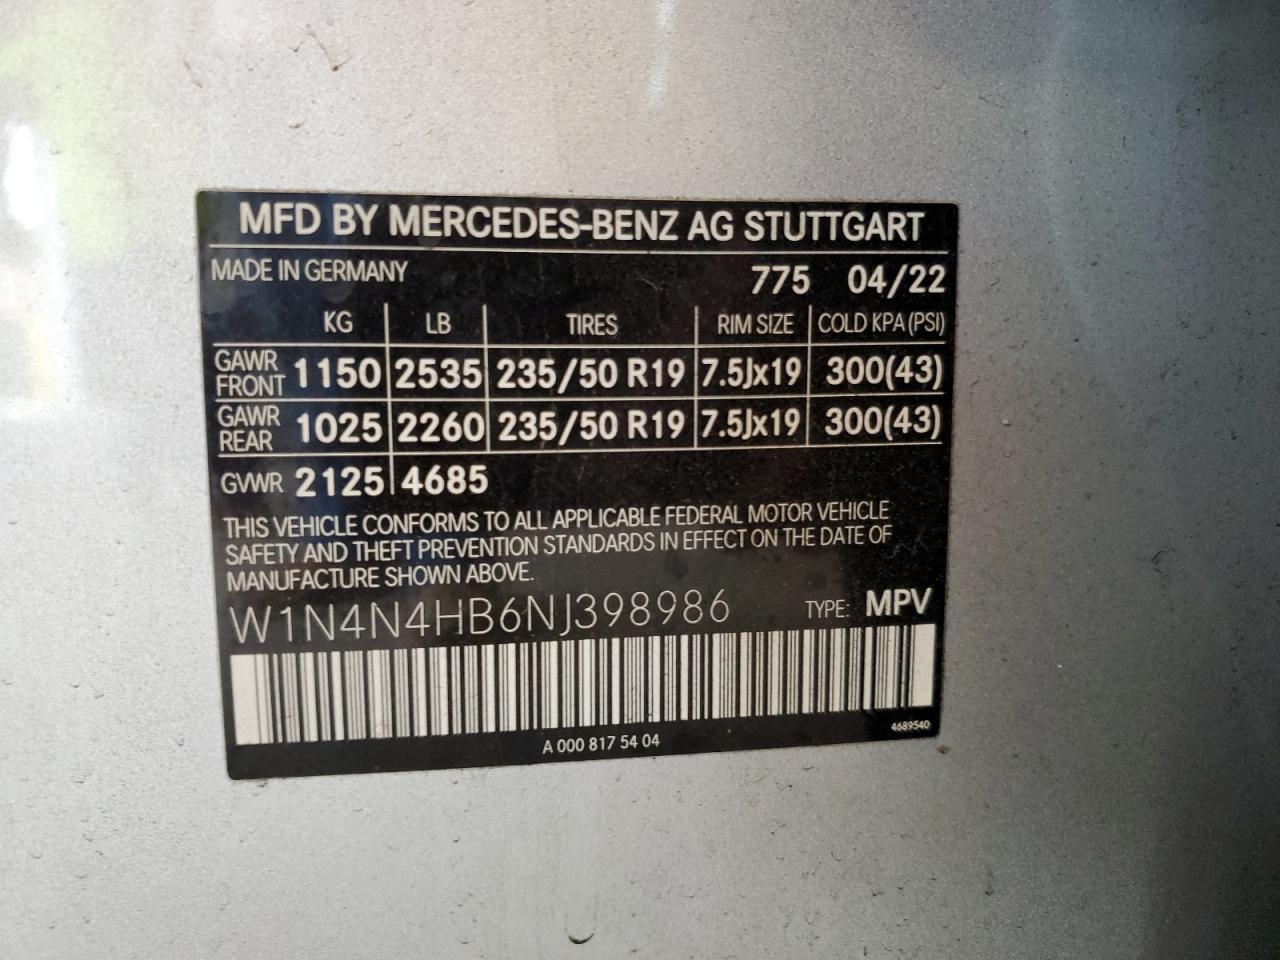 MFD BY MERCEDES-BENZ AG STUTTGART
MADE IN GERMANY 775 04/22
KG LB TIRES RIM SIZE COLD KPA(PSI)
GAWR FRONT 1150 2535 235/50 R19 7.5Jx19 300(43)
GAWR REAR 1025 2260 235/50 R19 7.5Jx19 300(43)
GVWR 2125 4685
THIS VEHICLE CONFORMS TO ALL APPLICABLE FEDERAL MOTOR VEHICLE
SAFETY AND THEFT PREVENTION STANDARDS IN EFFECT ON THE DATE OF
MANUFACTURE SHOWN ABOVE.
W1N4N4HB6NJ398986 TYPE: MPV
4689540
A 000 817 54 04